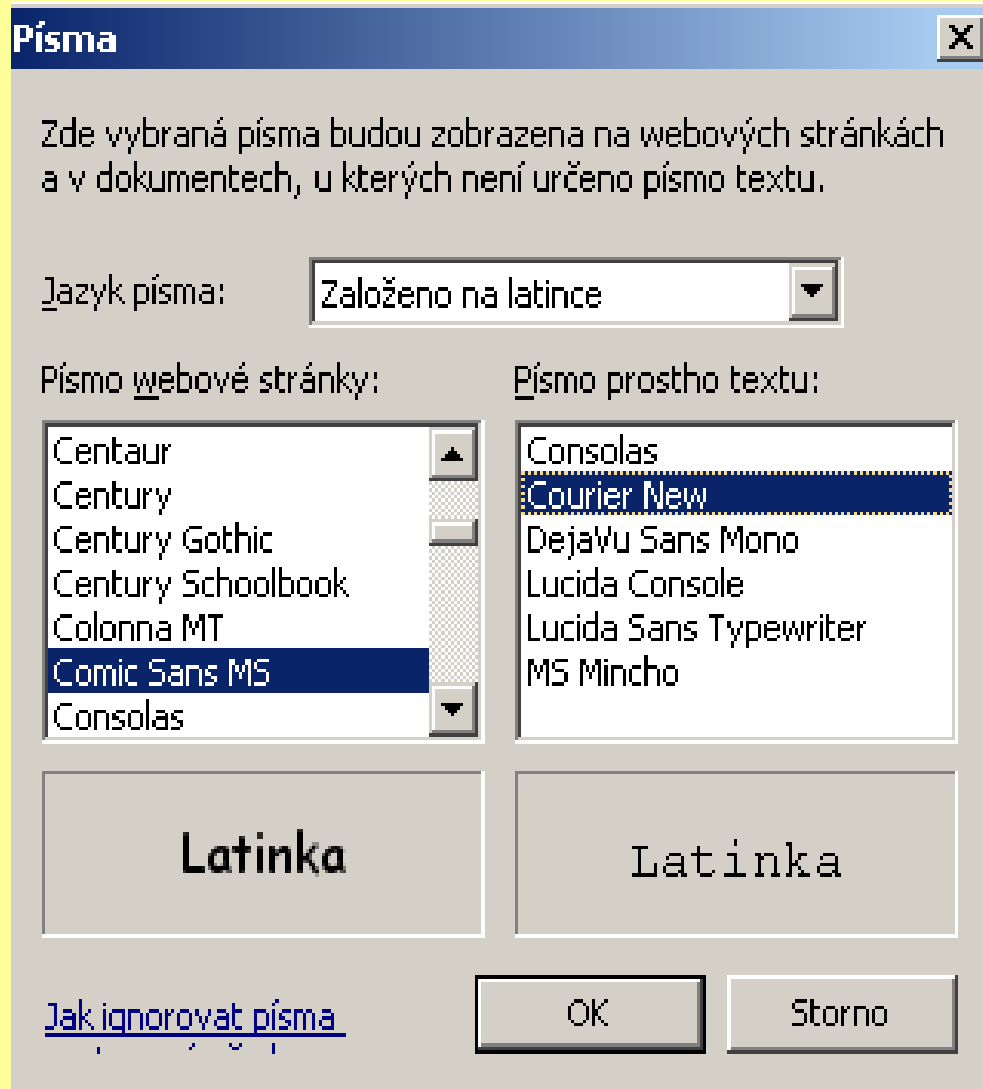 Písma
Zde vybraná písma budou zobrazena na webových stránkách
a v dokumentech, u kterých není určeno písmo textu.
Jazyk písma: Založeno na latince
Písmo webové stránky:
Centaur
Century
Century Gothic
Century Schoolbook
Colonna MT
Comic Sans MS
Consolas
Písmo prostho textu:
Consolas
Courier New
DejaVu Sans Mono
Lucida Console
Lucida Sans Typewriter
MS Mincho
Latinka
Latinka
Jak ignorovat písma
OK
Storno